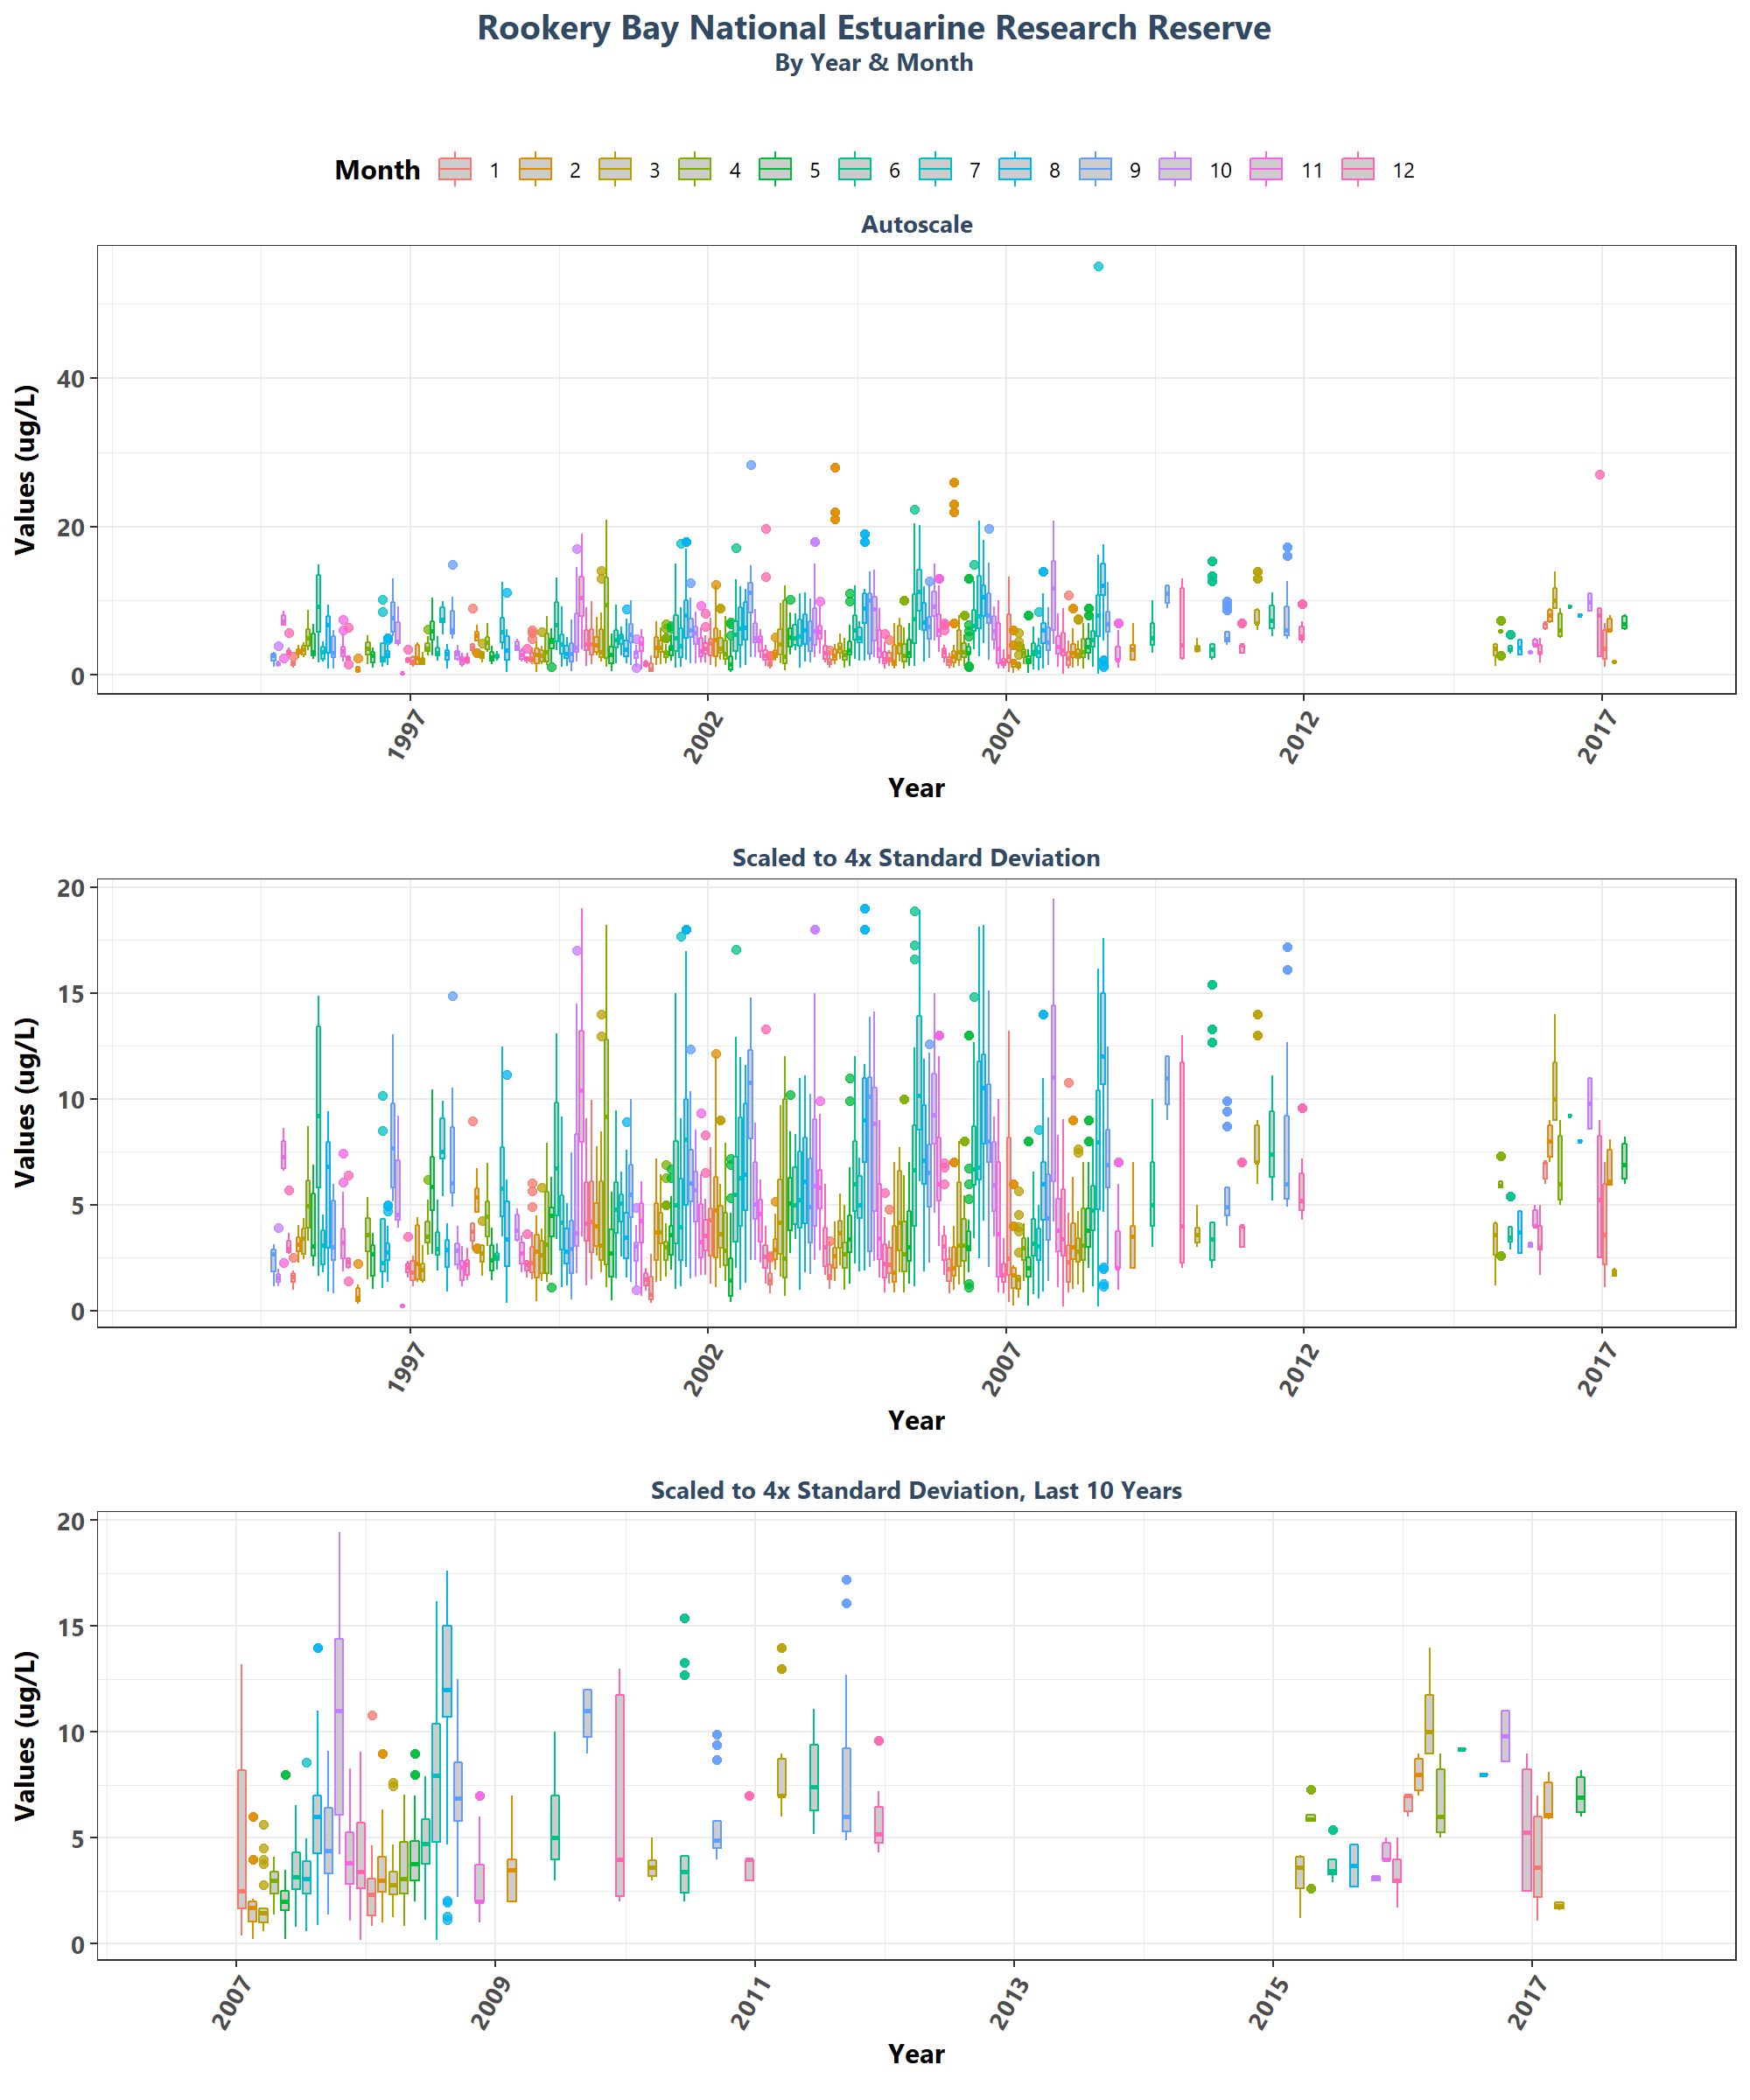 Rookery Bay National Estuarine Research Reserve
By Year & Month
Month 1 2 3 4 5 6 7 8 9 10 11 12
Autoscale
Values (ug/L)
40
20
0
1997 2002 2007 2012 2017
Year
Scaled to 4x Standard Deviation
Values (ug/L)
20
15
10
5
0
1997 2002 2007 2012 2017
Year
Scaled to 4x Standard Deviation, Last 10 Years
Values (ug/L)
20
15
10
5
0
2007 2009 2011 2013 2015 2017
Year